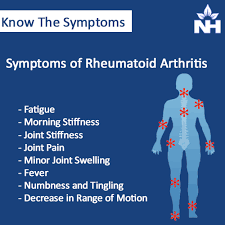 Know The Symptoms
NH
Symptoms of Rheumatoid Arthritis
- Fatigue
- Morning Stiffness
- Joint Stiffness
- Joint Pain
- Minor Joint Swelling
- Fever
- Numbness and Tingling
- Decrease in Range of Motion